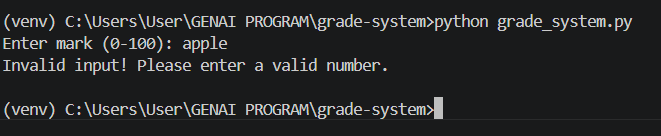 (venv) C:\Users\User\GENAI PROGRAM\grade-system>python grade_system.py
Enter mark (0-100): apple
Invalid input! Please enter a valid number.
(venv) C:\Users\User\GENAI PROGRAM\grade-system>